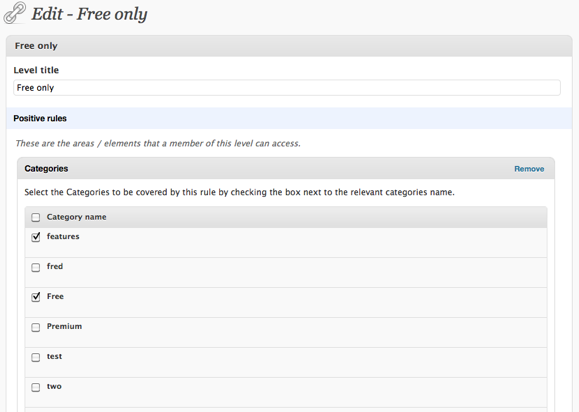 Edit - Free only
Free only
Level title
Free only
Positive rules
These are the areas / elements that a member of this level can access.
Categories Remove
Select the Categories to be covered by this rule by checking the box next to the relevant categories name.
Category name
features
fred
Free
Premium
test
two